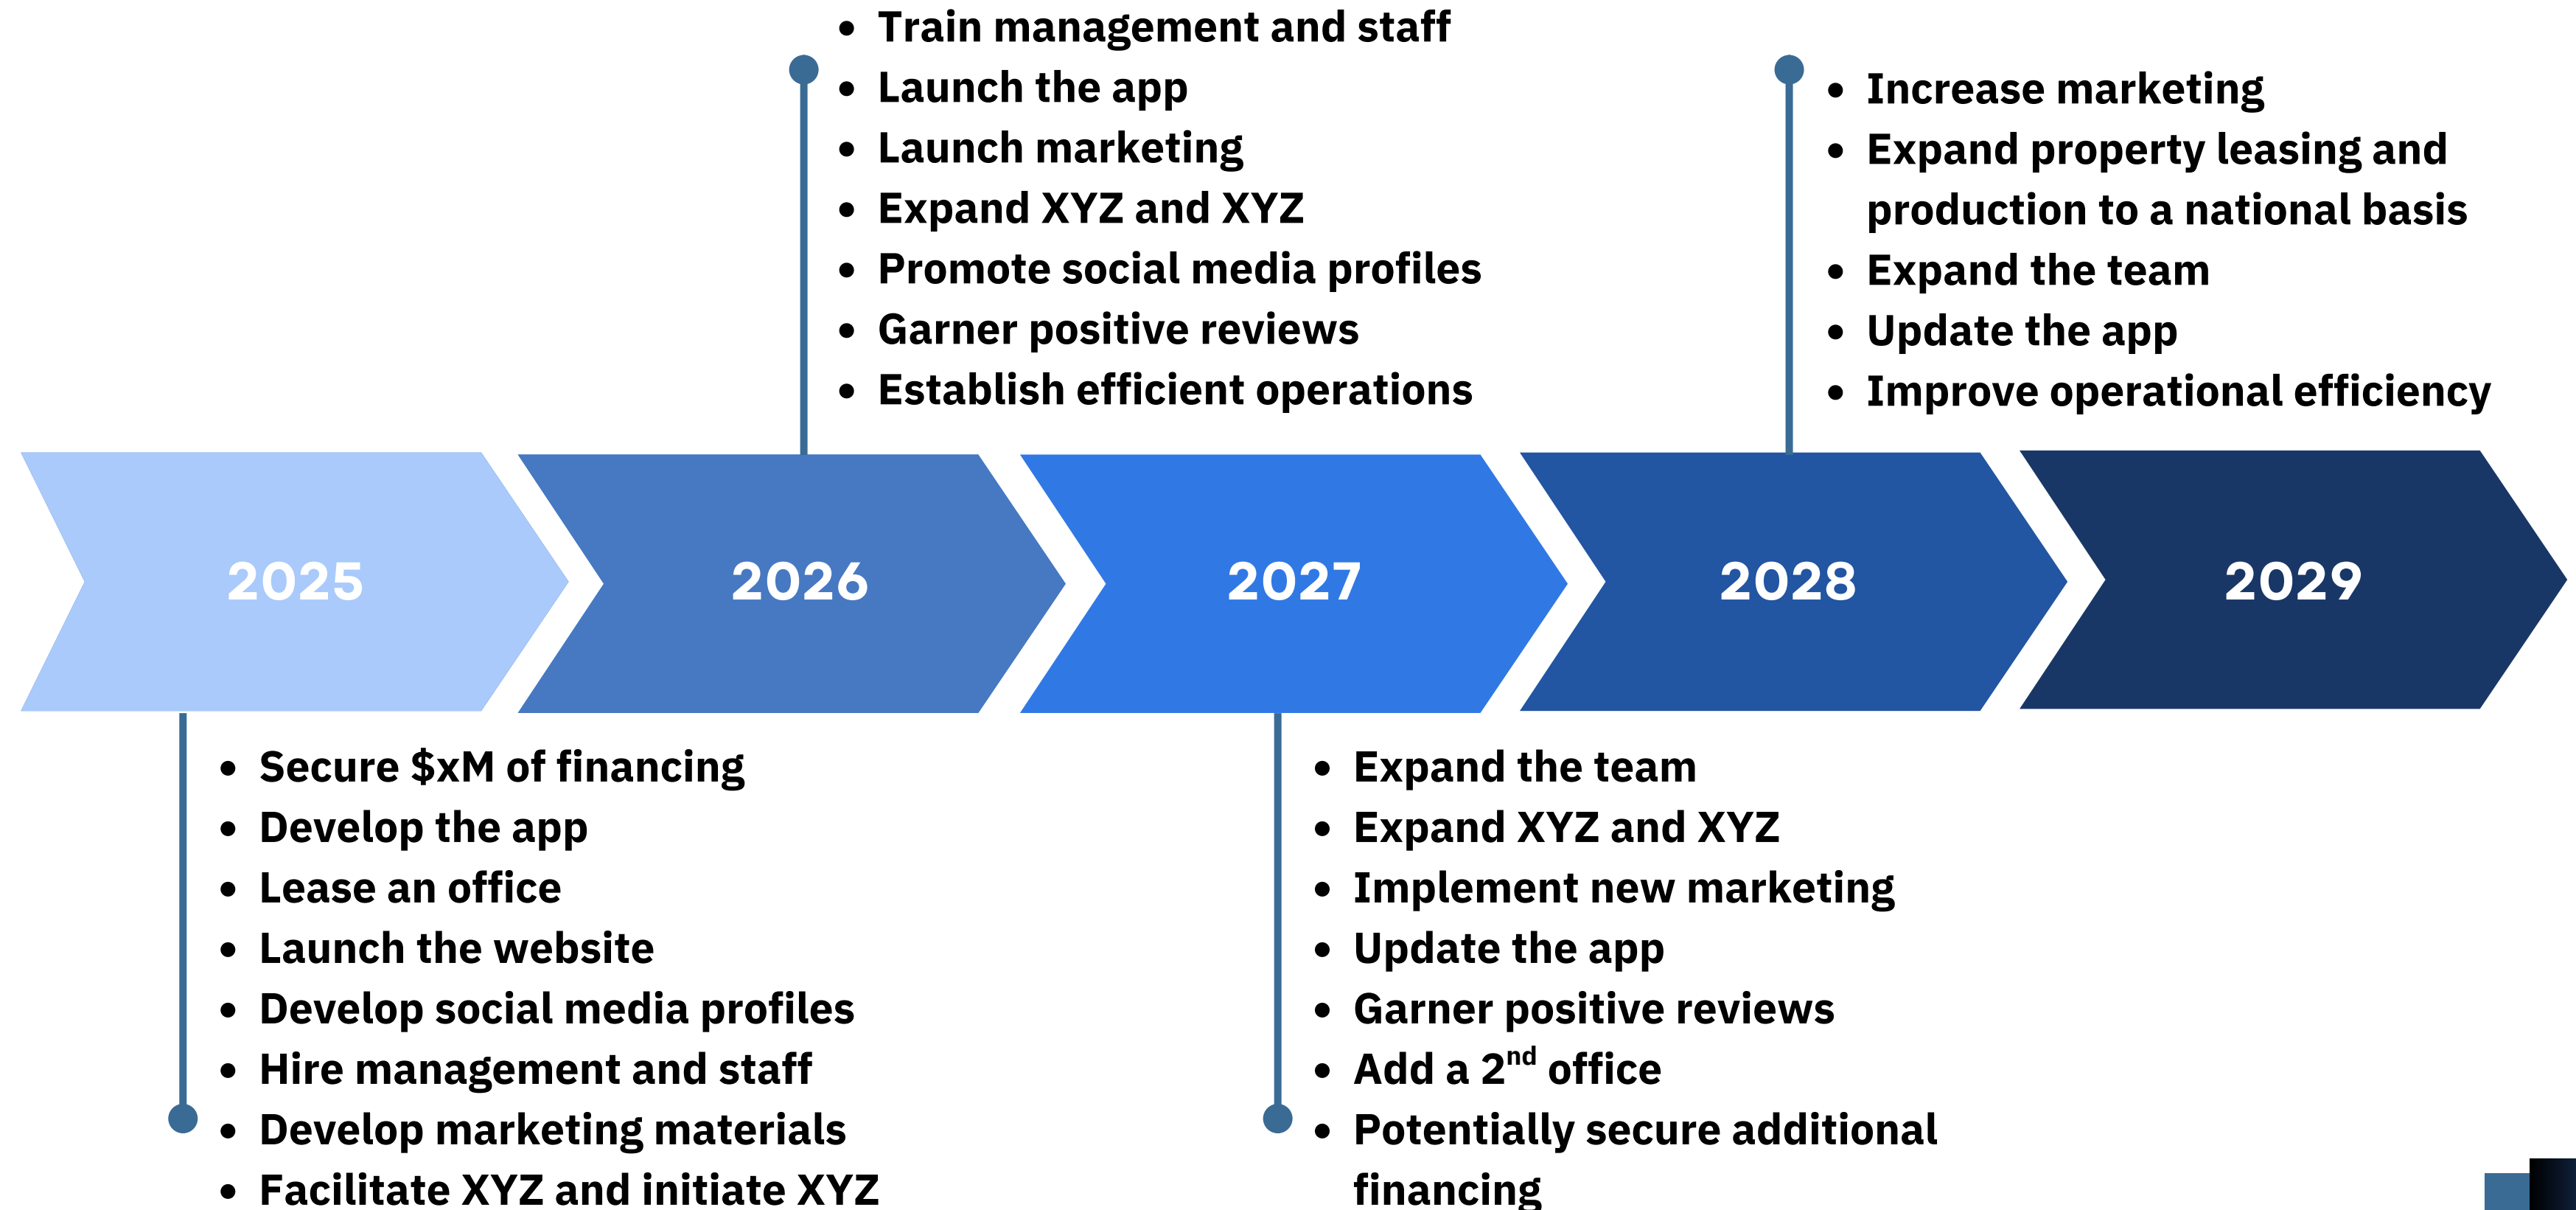 • Train management and staff
• Launch the app
• Launch marketing
• Expand XYZ and XYZ
• Promote social media profiles
• Garner positive reviews
• Establish efficient operations
• Increase marketing
• Expand property leasing and
production to a national basis
• Expand the team
• Update the app
• Improve operational efficiency
2025
2026
2027
2028
2029
• Secure $xM of financing
• Develop the app
• Lease an office
• Launch the website
• Develop social media profiles
• Hire management and staff
• Develop marketing materials
• Facilitate XYZ and initiate XYZ
• Expand the team
• Expand XYZ and XYZ
• Implement new marketing
• Update the app
• Garner positive reviews
• Add a 2nd office
• Potentially secure additional
financing